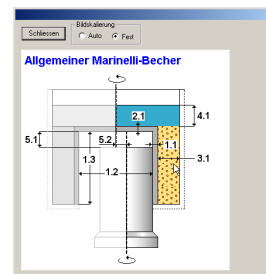 Bildskalierung
Schliessen
Auto
Fest
Allgemeiner Marinelli-Becher
2.1
4.1
5.1
5.2
1.1
1.3
3.1
1.2